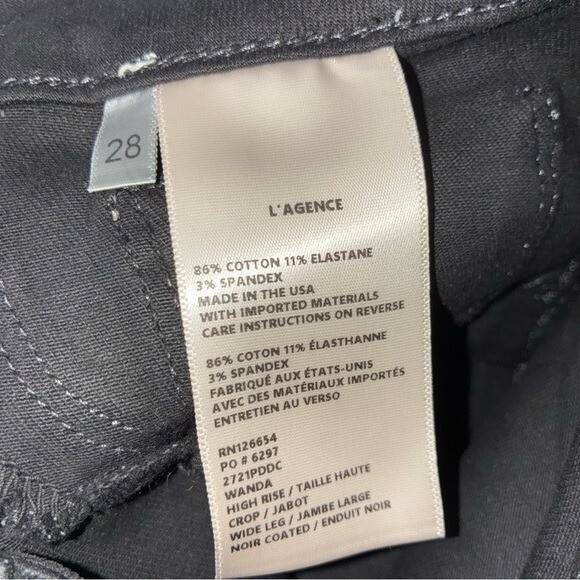 28
L'AGENCE
86% COTTON 11% ELASTANE
3% SPANDEX
MADE IN THE USA
WITH IMPORTED MATERIALS
CARE INSTRUCTIONS ON REVERSE
86% COTON 11% ÉLASTHANNE
3% SPANDEX
FABRIQUÉ AUX ÉTATS-UNIS
AVEC DES MATÉRIAUX IMPORTÉS
ENTRETIEN AU VERSO
RN126654
PO # 6297
2721PDDC
WANDA
HIGH RISE / TAILLE HAUTE
CROP / JABOT
WIDE LEG / JAMBE LARGE
NOIR COATED / ENDUIT NOIR